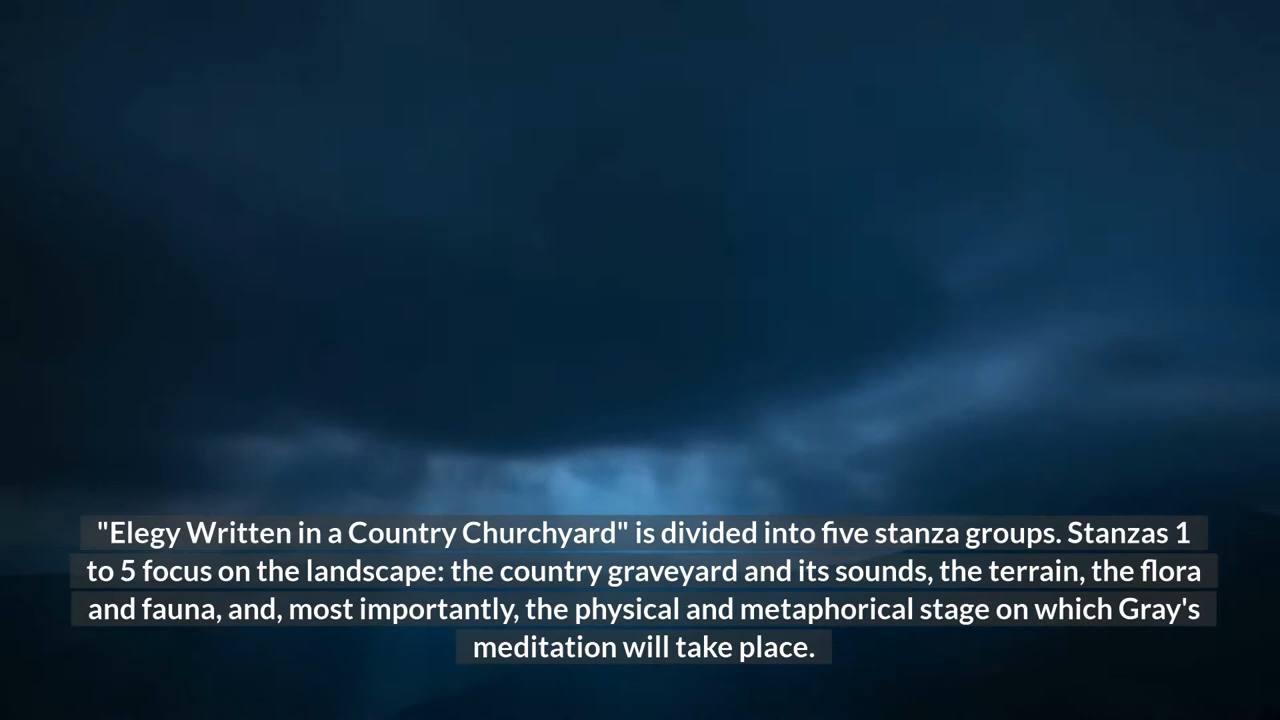 "Elegy Written in a Country Churchyard" is divided into five stanza groups. Stanzas 1
to 5 focus on the landscape: the country graveyard and its sounds, the terrain, the flora
and fauna, and, most importantly, the physical and metaphorical stage on which Gray's
meditation will take place.